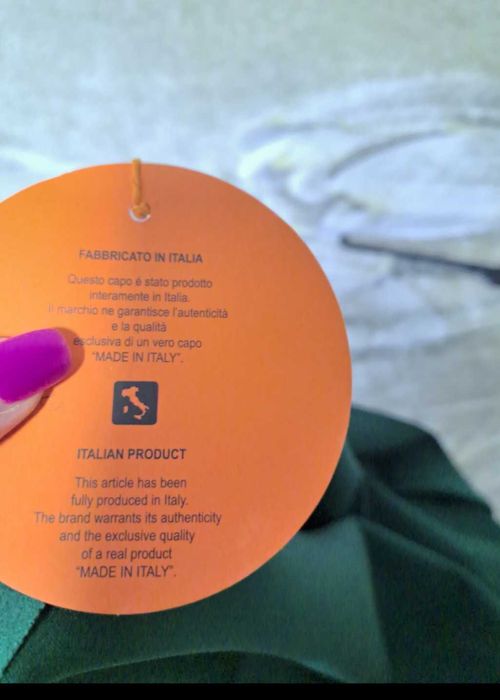 FABBRICATO IN ITALIA
Questo capo é stato prodotto
interamente in Italia.
Il marchio ne garantisce l'autenticità
e la qualità
esclusiva di un vero capo
"MADE IN ITALY".
ITALIAN PRODUCT
This article has been
fully produced in Italy.
The brand warrants its authenticity
and the exclusive quality
of a real product
"MADE IN ITALY".